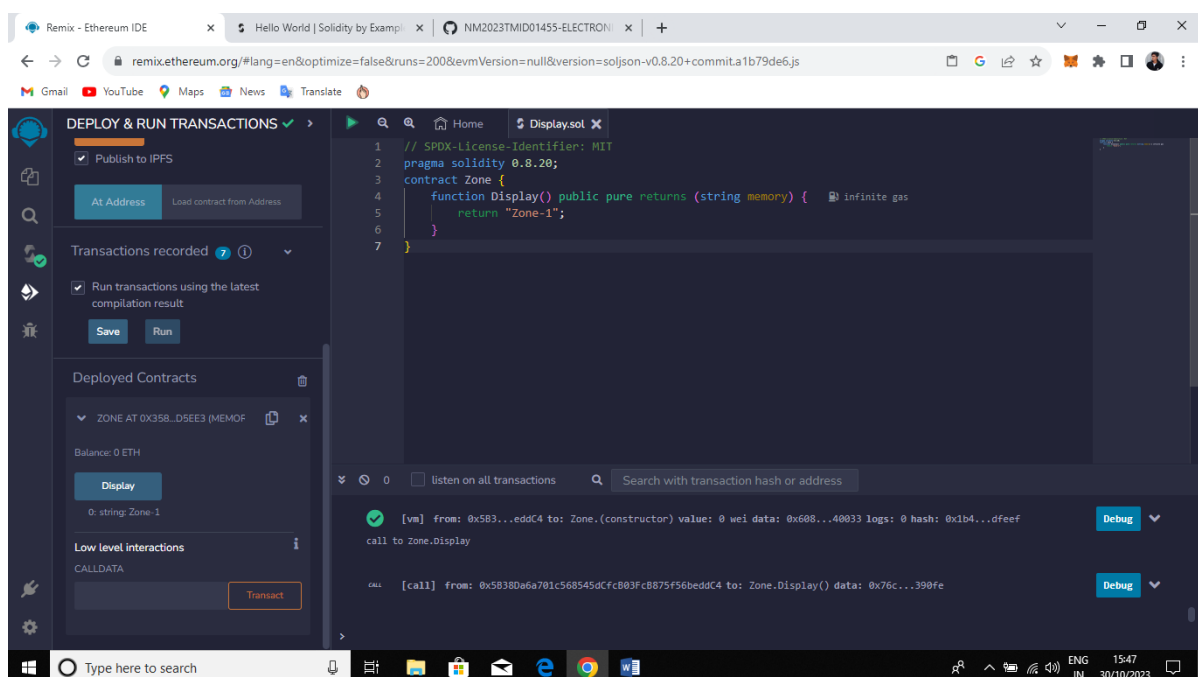 Remix - Ethereum IDE
Hello World | Solidity by Exampl
NM2023TMID01455-ELECTRONI
remix.ethereum.org/#lang=en&optimize=false&runs=200&evmVersion=null&version=soljson-v0.8.20+commit.a1b79de6.js
Gmail YouTube Maps News Translate
DEPLOY & RUN TRANSACTIONS
Publish to IPFS
At Address Load contract from Address
Transactions recorded 7 i
Run transactions using the latest
compilation result
Save Run
Deployed Contracts
ZONE AT 0X358...D5EE3 (MEMOF
Balance: 0 ETH
Display
0: string: Zone-1
Low level interactions i
CALLDATA
Transact
Home Display.sol
1 // SPDX-License-Identifier: MIT
2 pragma solidity 0.8.20;
3 contract Zone {
4 function Display() public pure returns (string memory) { infinite gas
5 return "Zone-1";
6 }
7 }
0 listen on all transactions Search with transaction hash or address
[vm] from: 0x5B3...eddC4 to: Zone.(constructor) value: 0 wei data: 0x608...40033 logs: 0 hash: 0x1b4...dfeef Debug
call to Zone.Display
CALL [call] from: 0x5B38Da6a701c568545dCfcB03FcB875f56beddC4 to: Zone.Display() data: 0x76c...390fe Debug
>
Type here to search
ENG 15:47
IN 30/10/2023